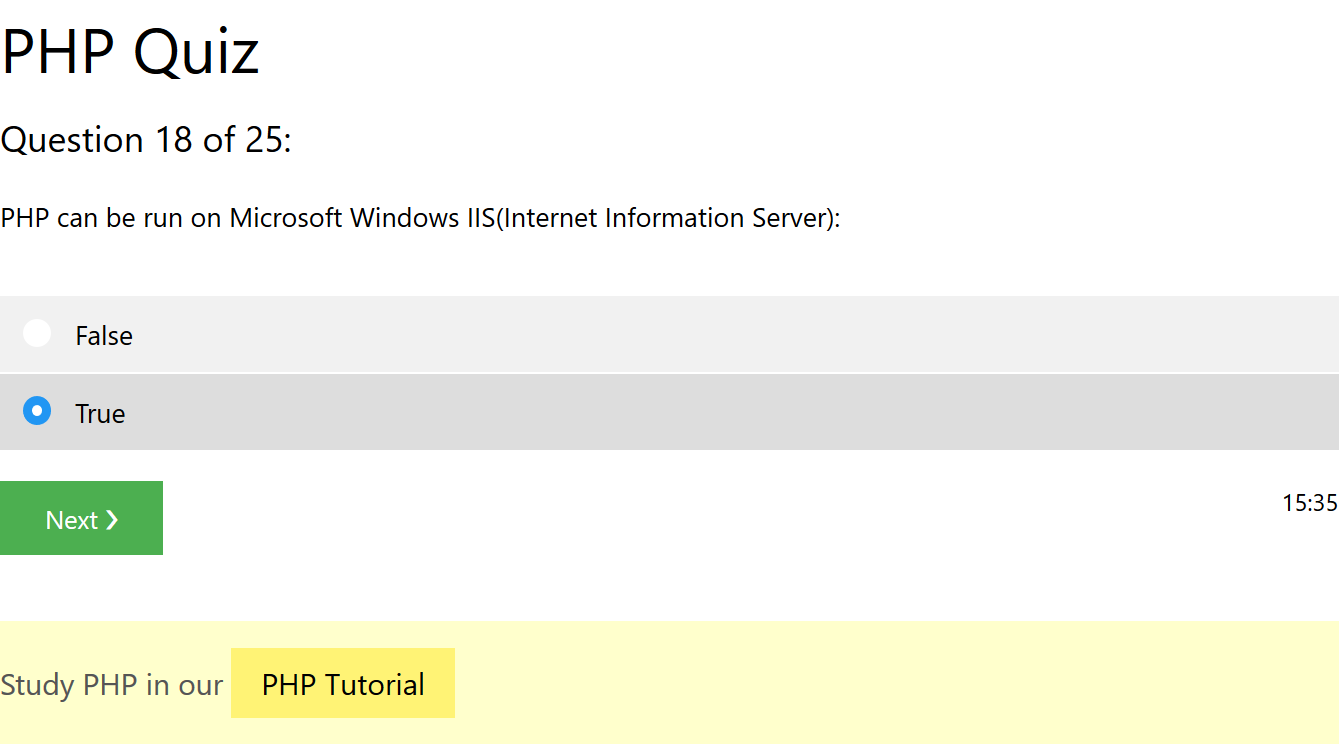 PHP Quiz
Question 18 of 25:
PHP can be run on Microsoft Windows IIS(Internet Information Server):
False
True
Next ❯
15:35
Study PHP in our PHP Tutorial